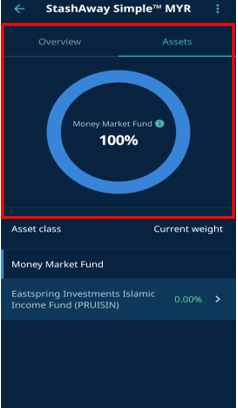 StashAway Simple™ MYR
Overview
Assets
Money Market Fund
100%
Asset class
Current weight
Money Market Fund
Eastspring Investments Islamic
Income Fund (PRUISIN)
0.00%